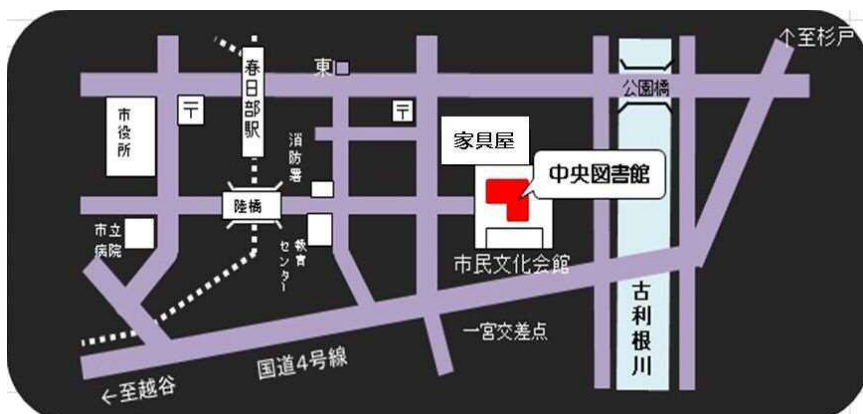 ↑至杉戸
東
春日部駅
〒
〒
公園橋
市役所
消防署
家具屋
中央図書館
陸橋
市立
病院
教育
センター
市民文化会館
古利根川
一宮交差点
国道4号線
←至越谷